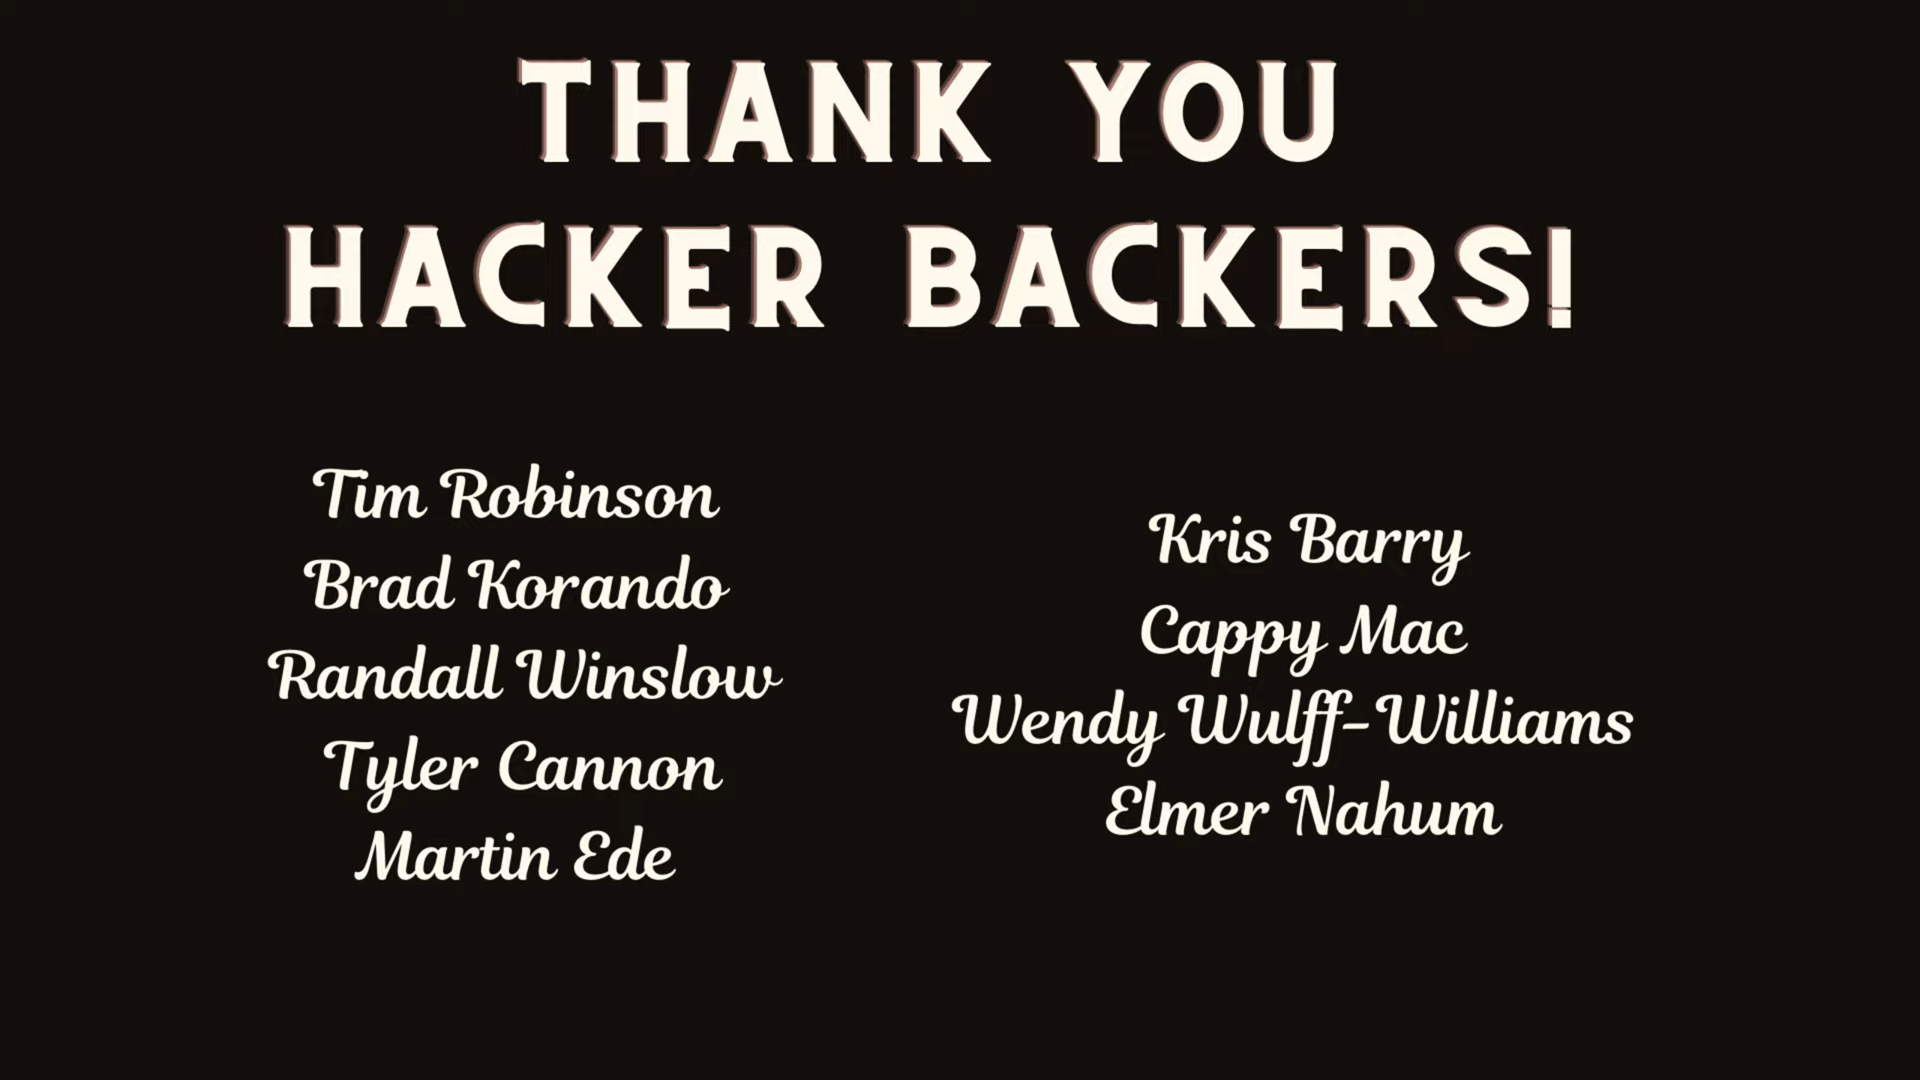 THANK YOU
HACKER BACKERS!
Tim Robinson
Brad Korando
Randall Winslow
Tyler Cannon
Martin Ede
Kris Barry
Cappy Mac
Wendy Wulff-Williams
Elmer Nahum